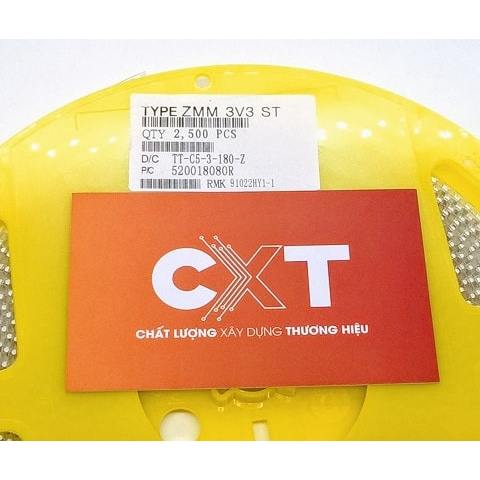 TYPE ZMM 3V3 ST
QTY 2,500 PCS
D/C TT-C5-3-180-Z
P/C 520018080R
RMK 91022HY1-1
CXT
CHẤT LƯỢNG XÂY DỰNG THƯƠNG HIỆU